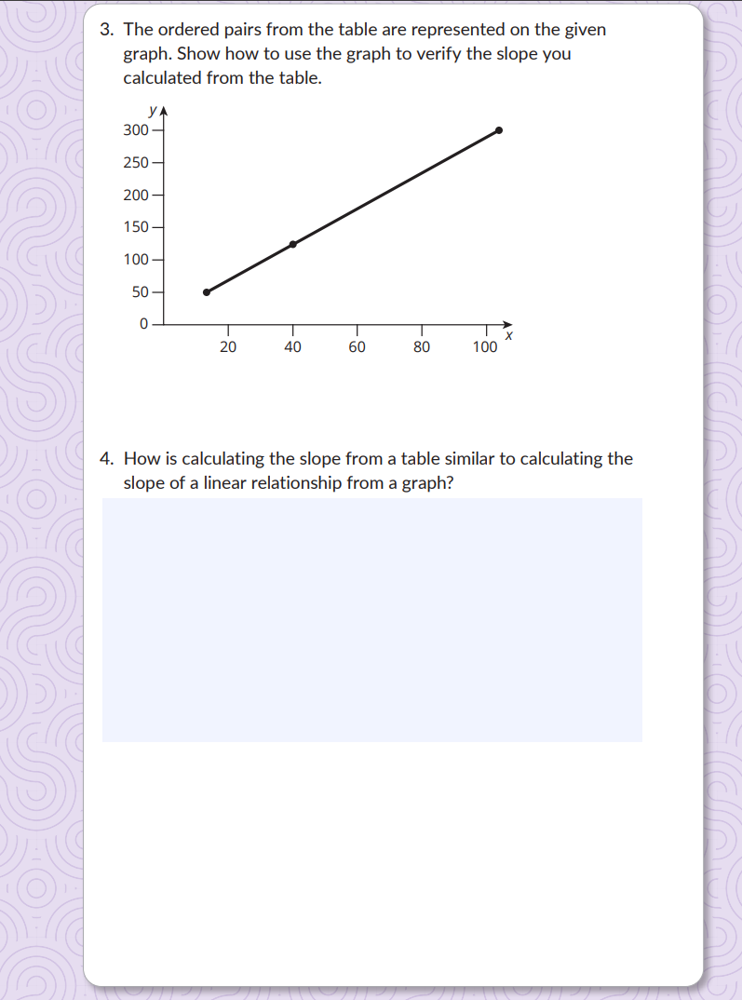 3. The ordered pairs from the table are represented on the given
graph. Show how to use the graph to verify the slope you
calculated from the table.
y
300
250
200
150
100
50
0
20 40 60 80 100 x
4. How is calculating the slope from a table similar to calculating the
slope of a linear relationship from a graph?